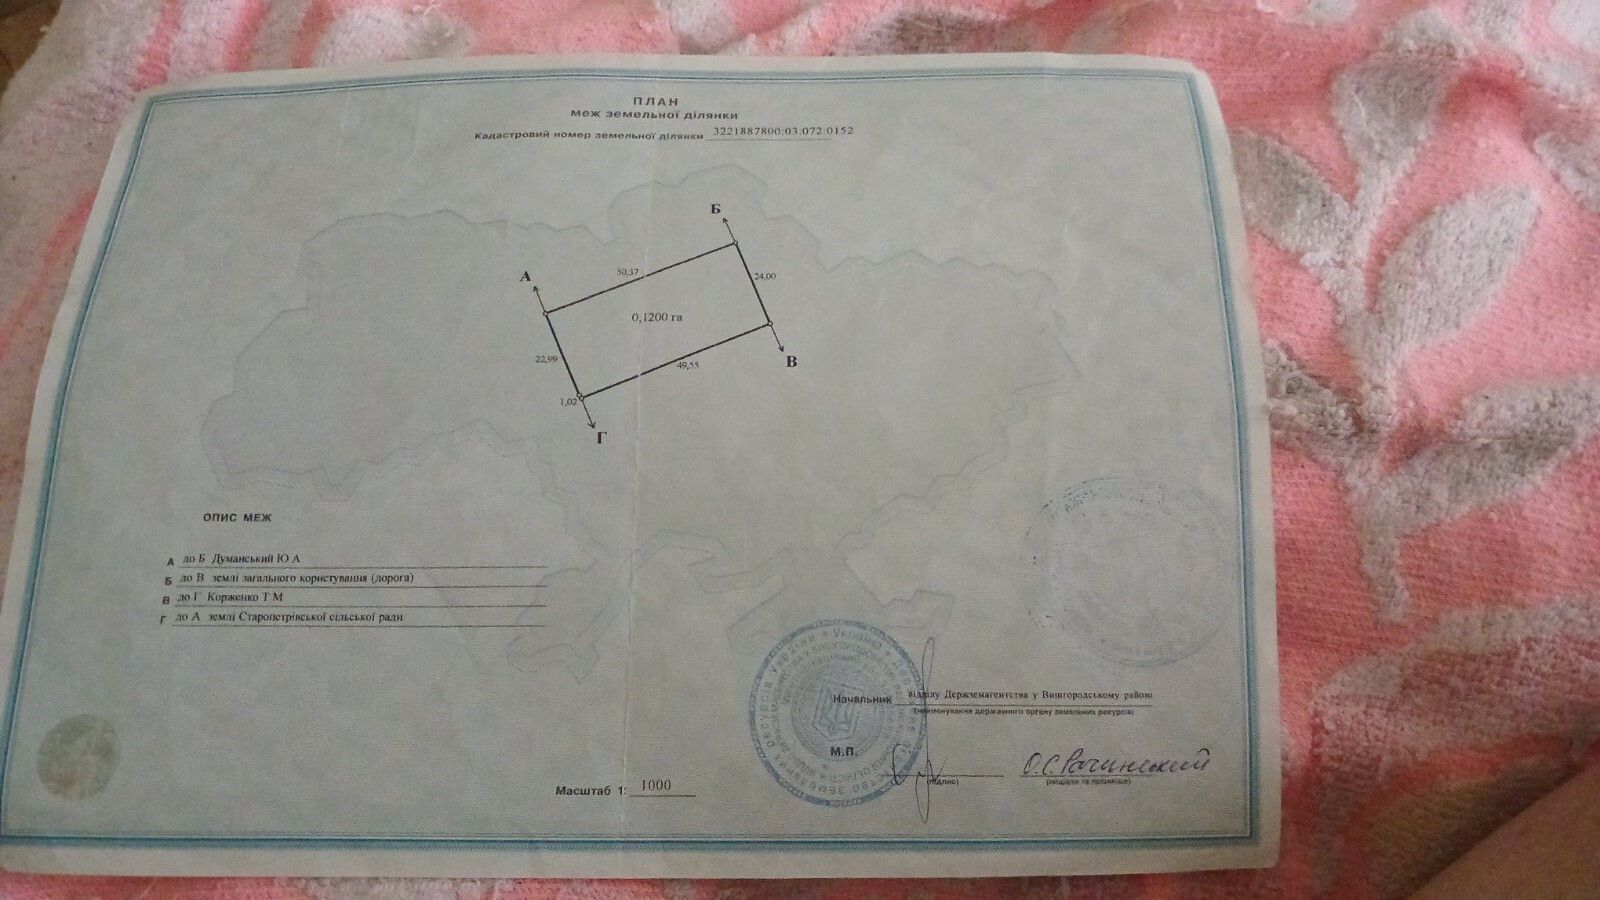 ПЛАН
меж земельної ділянки
Кадастровий номер земельної ділянки 3221887800:03:072:0152
Б
А
50,37
24,00
0,1200 га
22,99
49,55
В
1,02
Г
ОПИС МЕЖ
А до Б Думанський Ю А
Б до В землі загального користування (дорога)
В до Г Корженко Т М
Г до А землі Старопетрівської сільської ради
Начальник відділу Держземагентства у Вишгородському районі
(найменування державного органу земельних ресурсів)
М.П.
О.С. Рачинський
(підпис) (ініціали та прізвище)
Масштаб 1: 1000